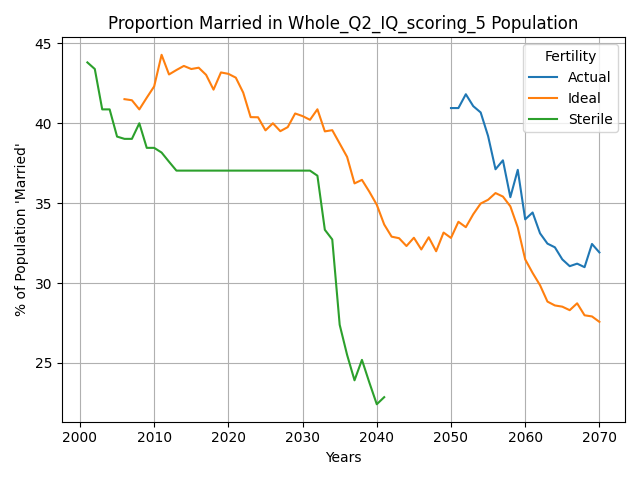 Proportion Married in Whole_Q2_IQ_scoring_5 Population
% of Population 'Married'
45
40
35
30
25
Fertility
Actual
Ideal
Sterile
2000 2010 2020 2030 2040 2050 2060 2070
Years